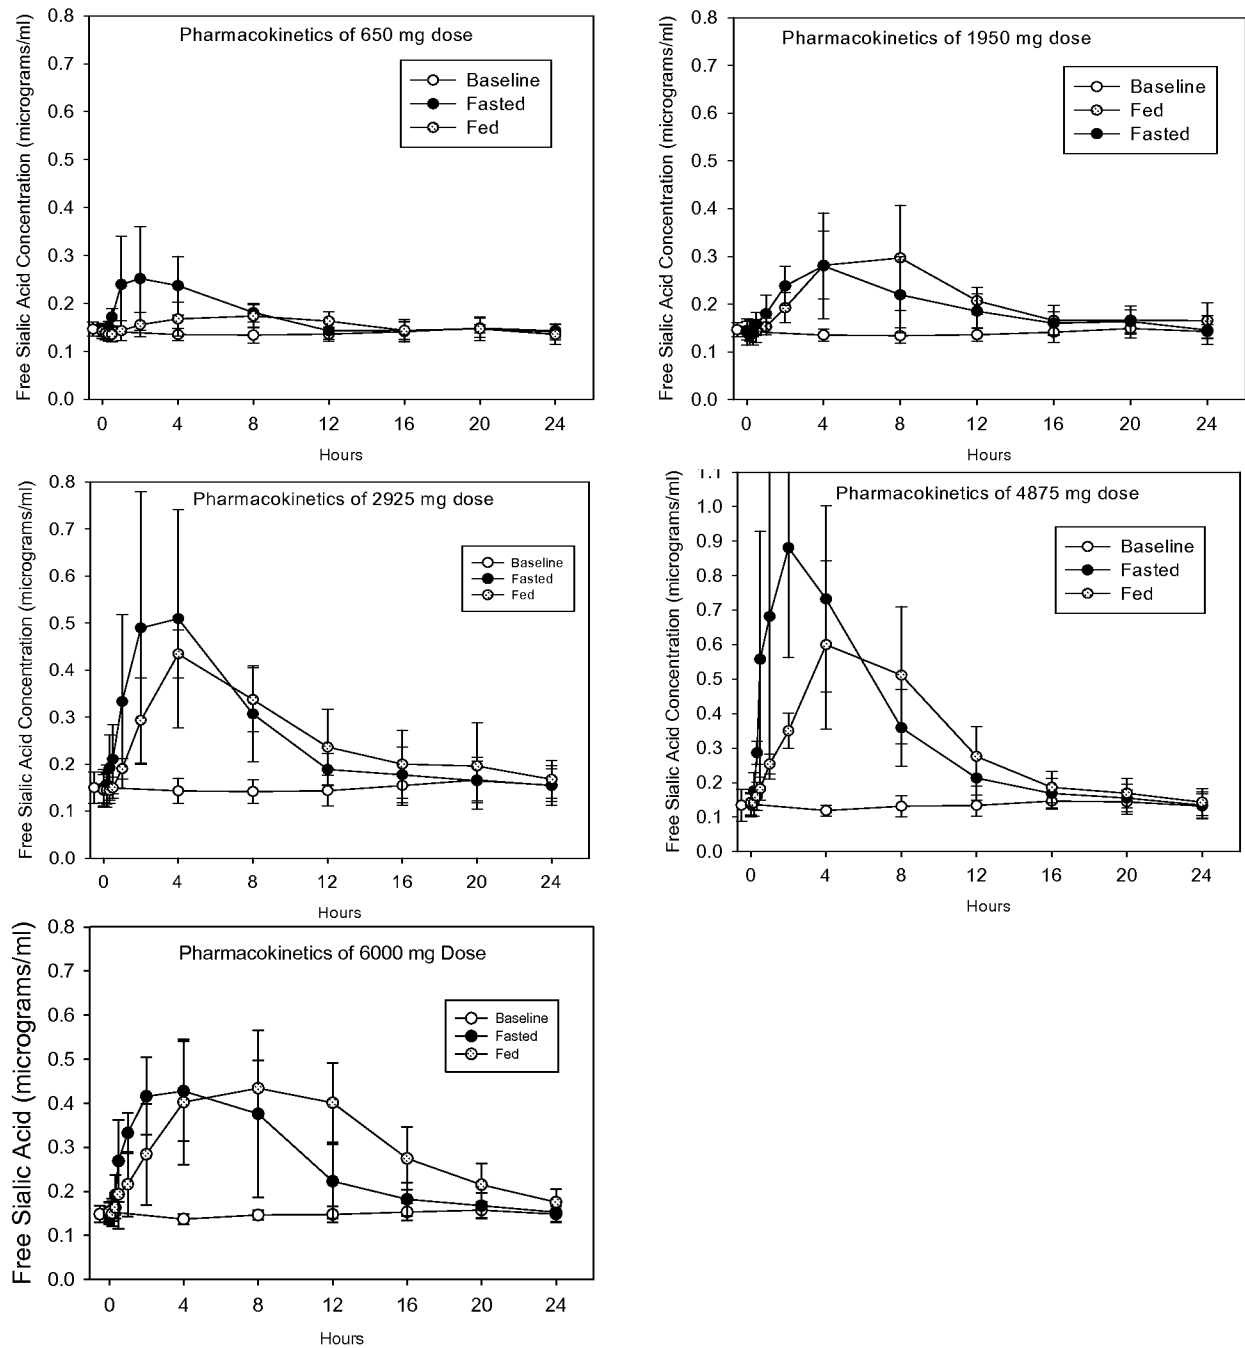 Pharmacokinetics of 650 mg dose
Free Sialic Acid Concentration (micrograms/ml)
0.8
0.7
0.6
0.5
0.4
0.3
0.2
0.1
0.0
Baseline
Fasted
Fed
0 4 8 12 16 20 24
Hours
Pharmacokinetics of 1950 mg dose
Free Sialic Acid Concentration (micrograms/ml)
0.8
0.7
0.6
0.5
0.4
0.3
0.2
0.1
0.0
Baseline
Fed
Fasted
0 4 8 12 16 20 24
Hours
Pharmacokinetics of 2925 mg dose
Free Sialic Acid Concentration (micrograms/ml)
0.8
0.7
0.6
0.5
0.4
0.3
0.2
0.1
0.0
Baseline
Fasted
Fed
0 4 8 12 16 20 24
Hours
Pharmacokinetics of 4875 mg dose
Free Sialic Acid Concentration (micrograms/ml)
1.1
1.0
0.9
0.8
0.7
0.6
0.5
0.4
0.3
0.2
0.1
0.0
Baseline
Fasted
Fed
0 4 8 12 16 20 24
Hours
Pharmacokinetics of 6000 mg Dose
Free Sialic Acid (micrograms/ml)
0.8
0.7
0.6
0.5
0.4
0.3
0.2
0.1
0.0
Baseline
Fasted
Fed
0 4 8 12 16 20 24
Hours